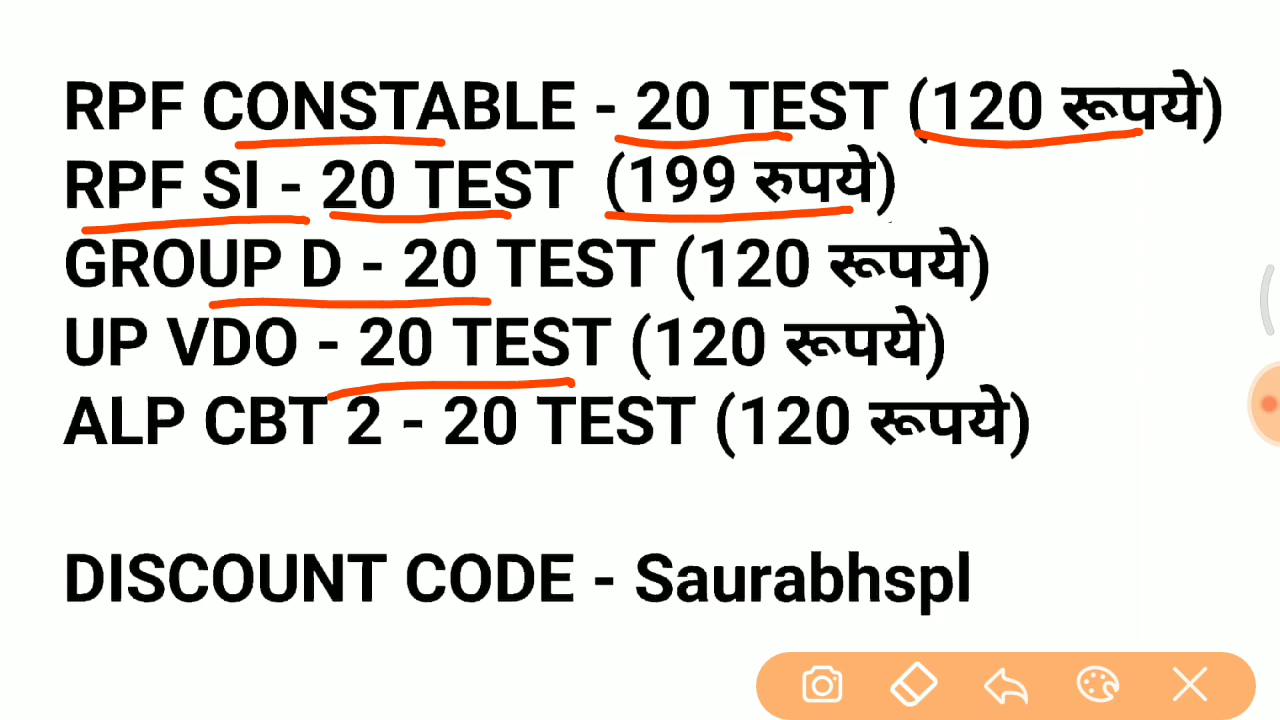 RPF CONSTABLE - 20 TEST (120 रूपये)
RPF SI - 20 TEST (199 रुपये)
GROUP D - 20 TEST (120 रूपये)
UP VDO - 20 TEST (120 रूपये)
ALP CBT 2 - 20 TEST (120 रूपये)
DISCOUNT CODE - Saurabhspl